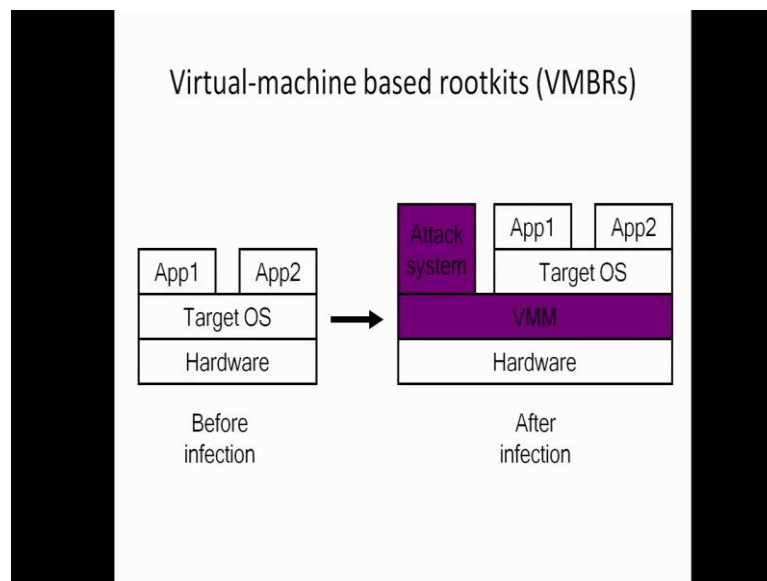 Virtual-machine based rootkits (VMBRs)
App1 App2
Target OS
Hardware
Before
infection
Attack
system
App1 App2
Target OS
VMM
Hardware
After
infection